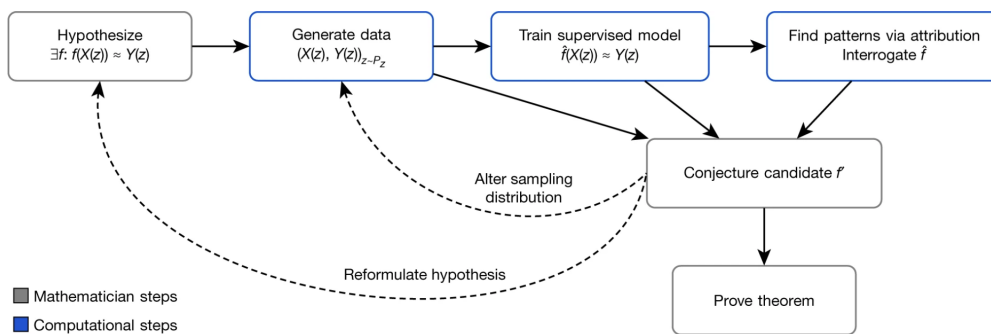 Hypothesize
∃f: f(X(z)) ≈ Y(z)
Generate data
(X(z), Y(z))z~Pz
Train supervised model
f̂(X(z)) ≈ Y(z)
Find patterns via attribution
Interrogate f̂
Conjecture candidate f′
Alter sampling
distribution
Reformulate hypothesis
Prove theorem
Mathematician steps
Computational steps